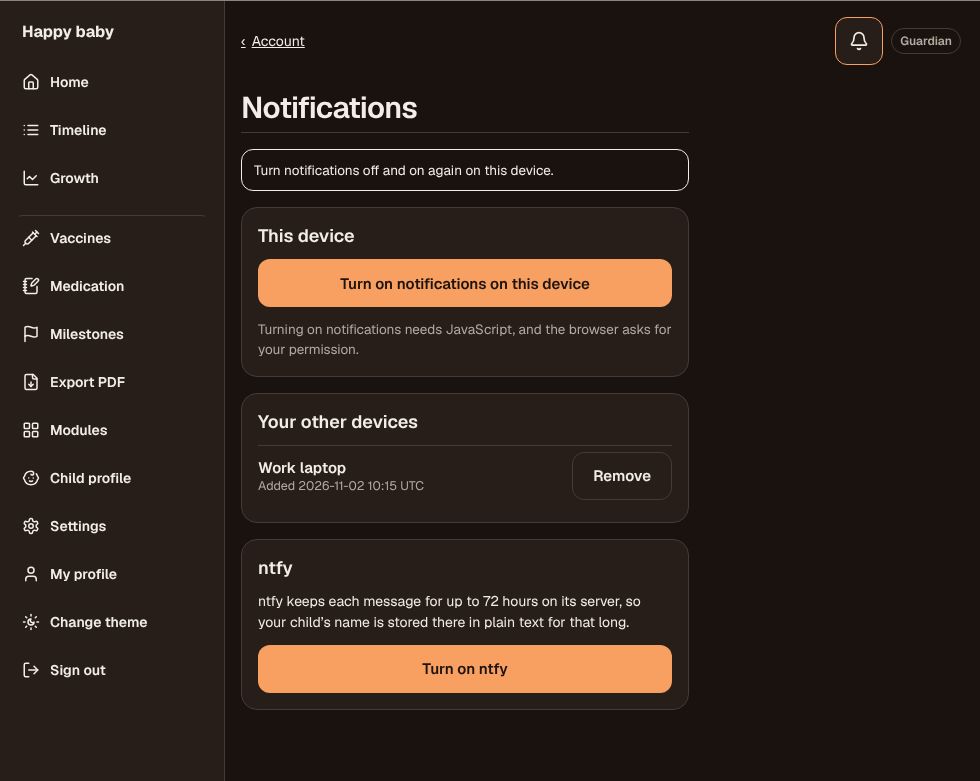 Happy baby
Home
Timeline
Growth
Vaccines
Medication
Milestones
Export PDF
Modules
Child profile
Settings
My profile
Change theme
Sign out
‹ Account
Guardian
Notifications
Turn notifications off and on again on this device.
This device
Turn on notifications on this device
Turning on notifications needs JavaScript, and the browser asks for
your permission.
Your other devices
Work laptop
Added 2026-11-02 10:15 UTC
Remove
ntfy
ntfy keeps each message for up to 72 hours on its server, so
your child’s name is stored there in plain text for that long.
Turn on ntfy